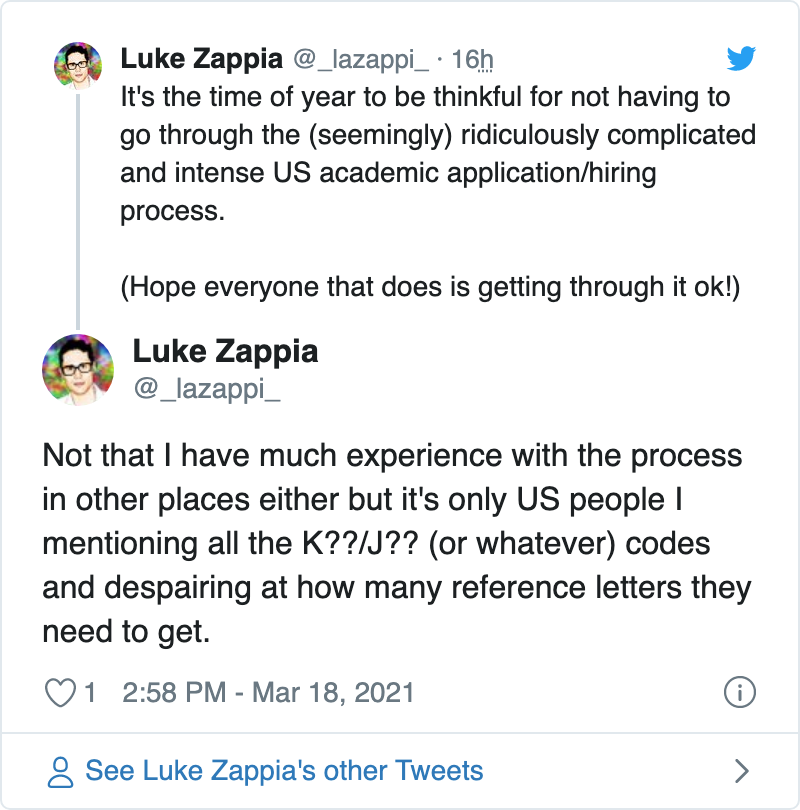 Luke Zappia @_lazappi_ · 16h
It's the time of year to be thinkful for not having to
go through the (seemingly) ridiculously complicated
and intense US academic application/hiring
process.
(Hope everyone that does is getting through it ok!)
Luke Zappia
@_lazappi_
Not that I have much experience with the process
in other places either but it's only US people I
mentioning all the K??/J?? (or whatever) codes
and despairing at how many reference letters they
need to get.
1 2:58 PM - Mar 18, 2021
See Luke Zappia's other Tweets